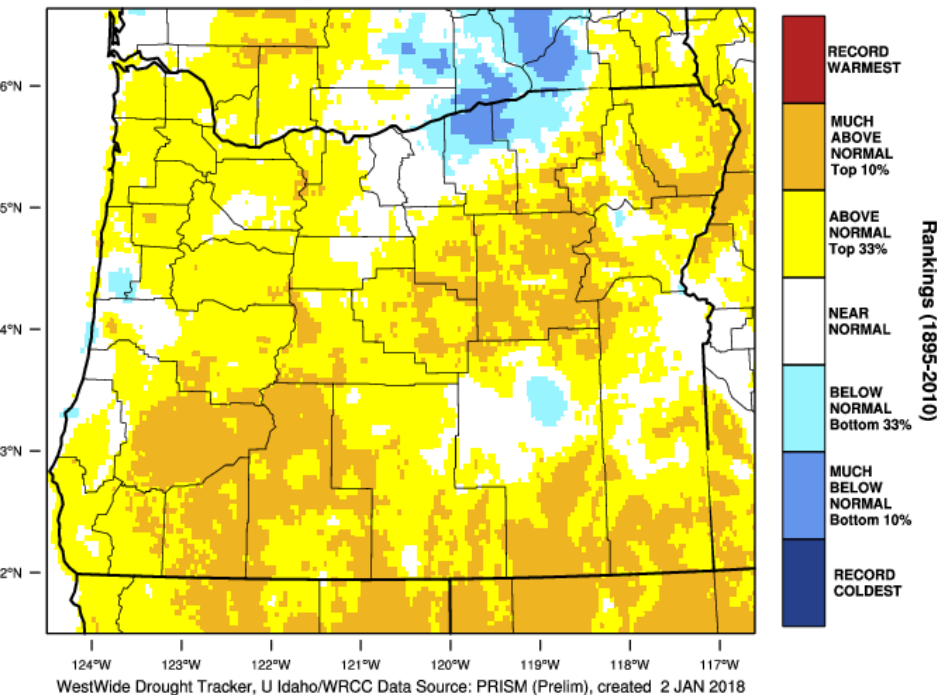 6°N
5°N
4°N
3°N
2°N
124°W 123°W 122°W 121°W 120°W 119°W 118°W 117°W
WestWide Drought Tracker, U Idaho/WRCC Data Source: PRISM (Prelim), created 2 JAN 2018
RECORD
WARMEST
MUCH
ABOVE
NORMAL
Top 10%
ABOVE
NORMAL
Top 33%
NEAR
NORMAL
BELOW
NORMAL
Bottom 33%
MUCH
BELOW
NORMAL
Bottom 10%
RECORD
COLDEST
Rankings (1895-2010)